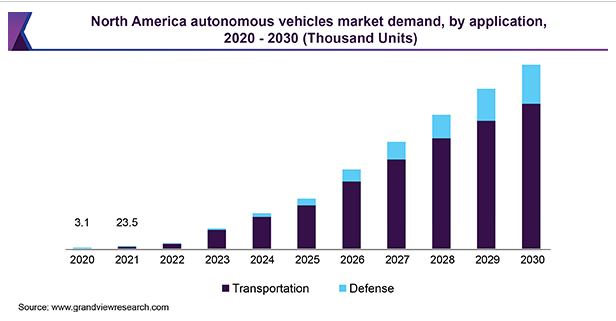 North America autonomous vehicles market demand, by application,
2020 - 2030 (Thousand Units)
3.1 23.5
2020 2021 2022 2023 2024 2025 2026 2027 2028 2029 2030
Transportation Defense
Source: www.grandviewresearch.com